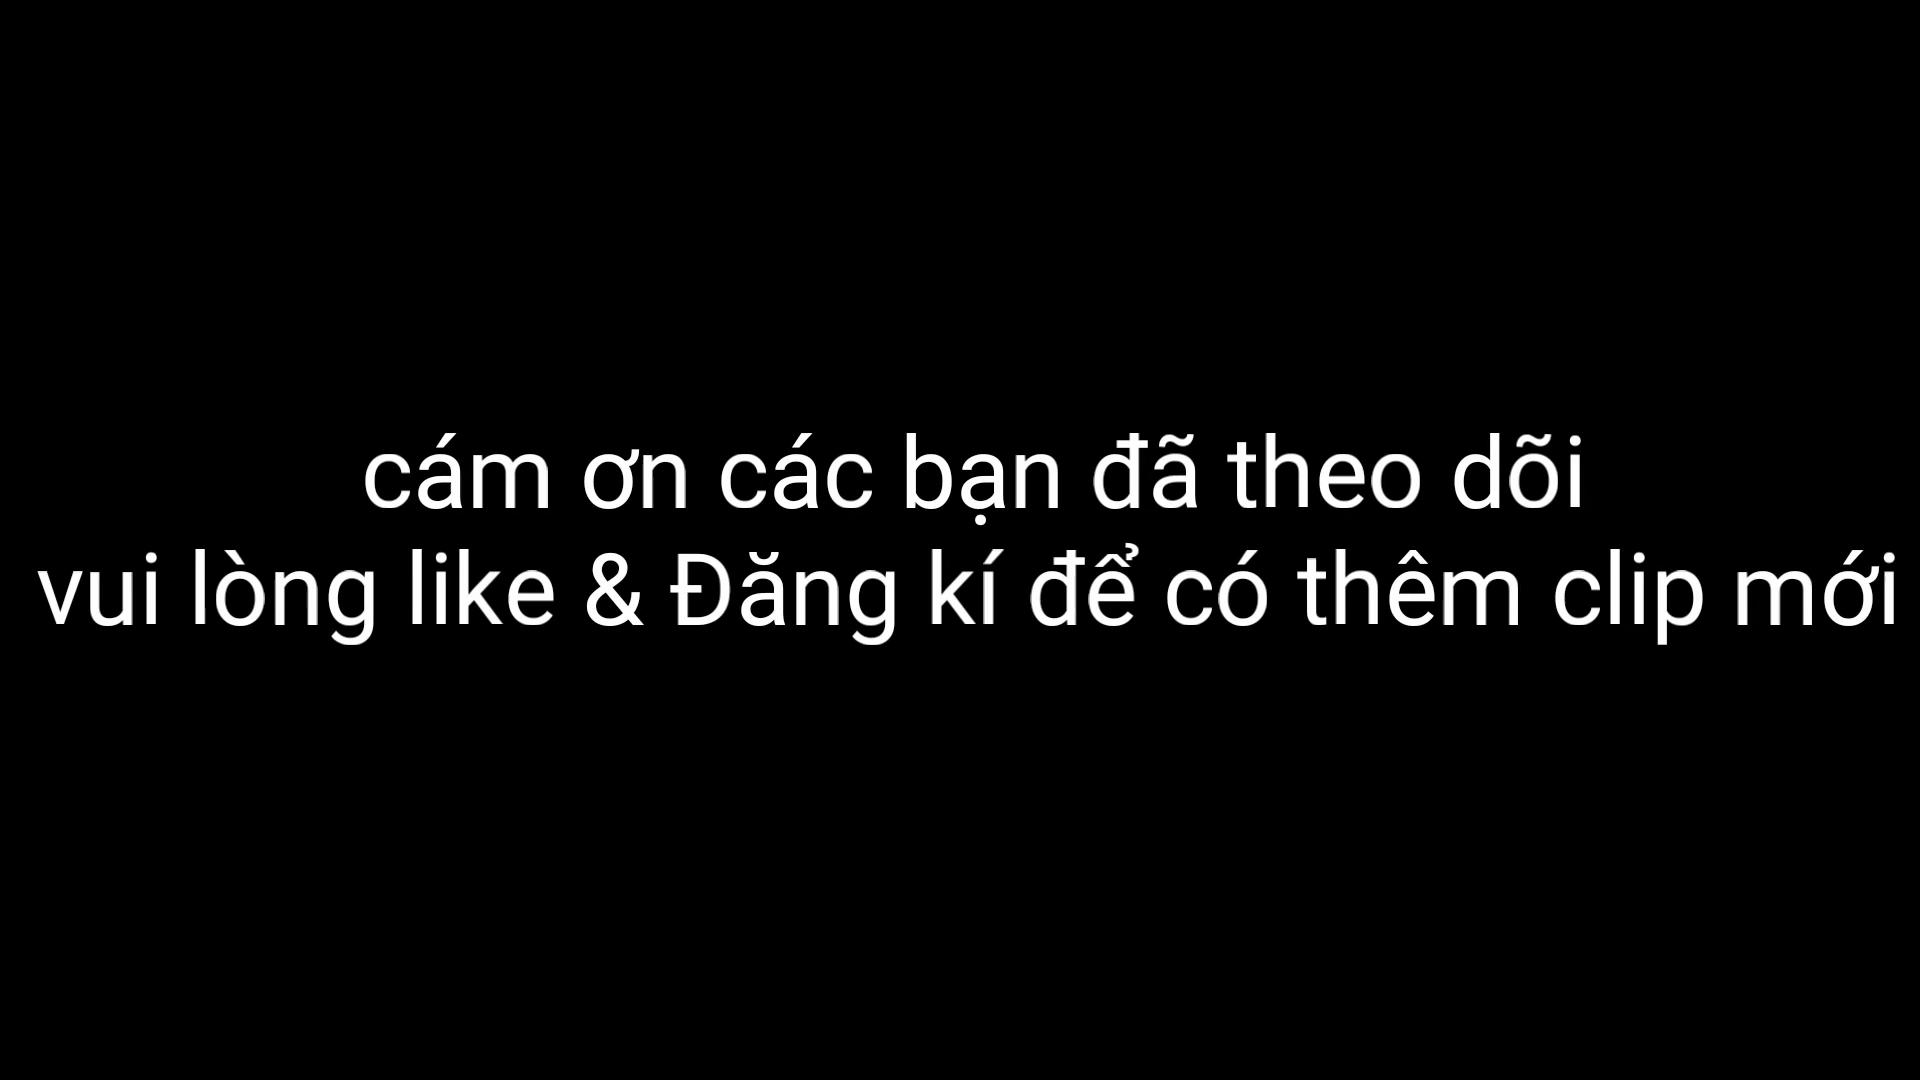 cám ơn các bạn đã theo dõi
vui lòng like & Đăng kí để có thêm clip mới